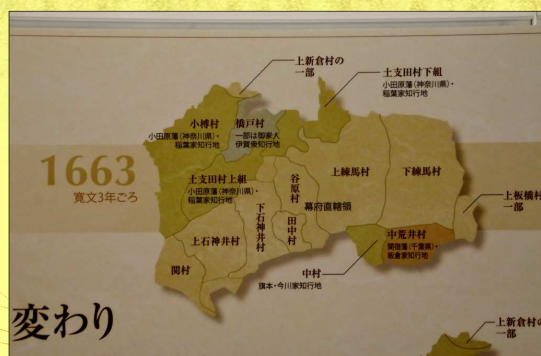 上新倉村の
一部
土支田村下組
小田原藩(神奈川県)・
稲葉家知行地
小榑村
小田原藩(神奈川県)・
稲葉家知行地
橋戸村
一部は御家人
伊賀衆知行地
1663
寛文3年ごろ
土支田村上組
小田原藩(神奈川県)・
稲葉家知行地
谷原村
上練馬村
下練馬村
幕府直轄領
田中村
下石神井村
上石神井村
関村
上板橋村
一部
中荒井村
関宿藩(千葉県)・
板倉家知行地
中村
旗本・今川家知行地
変わり
上新倉村の
一部